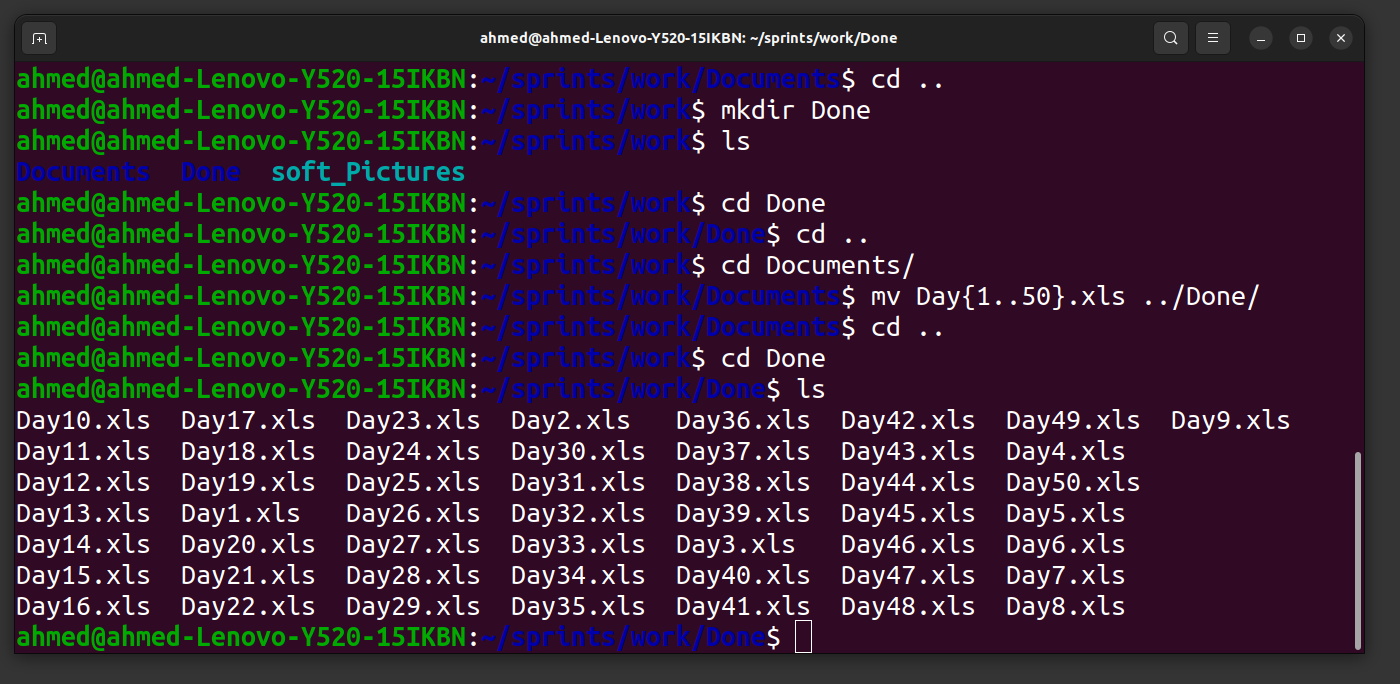 ahmed@ahmed-Lenovo-Y520-15IKBN: ~/sprints/work/Done
ahmed@ahmed-Lenovo-Y520-15IKBN:~/sprints/work/Documents$ cd ..
ahmed@ahmed-Lenovo-Y520-15IKBN:~/sprints/work$ mkdir Done
ahmed@ahmed-Lenovo-Y520-15IKBN:~/sprints/work$ ls
Documents  Done  soft_Pictures
ahmed@ahmed-Lenovo-Y520-15IKBN:~/sprints/work$ cd Done
ahmed@ahmed-Lenovo-Y520-15IKBN:~/sprints/work/Done$ cd ..
ahmed@ahmed-Lenovo-Y520-15IKBN:~/sprints/work$ cd Documents/
ahmed@ahmed-Lenovo-Y520-15IKBN:~/sprints/work/Documents$ mv Day{1..50}.xls ../Done/
ahmed@ahmed-Lenovo-Y520-15IKBN:~/sprints/work/Documents$ cd ..
ahmed@ahmed-Lenovo-Y520-15IKBN:~/sprints/work$ cd Done
ahmed@ahmed-Lenovo-Y520-15IKBN:~/sprints/work/Done$ ls
Day10.xls  Day17.xls  Day23.xls  Day2.xls   Day36.xls  Day42.xls  Day49.xls  Day9.xls
Day11.xls  Day18.xls  Day24.xls  Day30.xls  Day37.xls  Day43.xls  Day4.xls
Day12.xls  Day19.xls  Day25.xls  Day31.xls  Day38.xls  Day44.xls  Day50.xls
Day13.xls  Day1.xls   Day26.xls  Day32.xls  Day39.xls  Day45.xls  Day5.xls
Day14.xls  Day20.xls  Day27.xls  Day33.xls  Day3.xls   Day46.xls  Day6.xls
Day15.xls  Day21.xls  Day28.xls  Day34.xls  Day40.xls  Day47.xls  Day7.xls
Day16.xls  Day22.xls  Day29.xls  Day35.xls  Day41.xls  Day48.xls  Day8.xls
ahmed@ahmed-Lenovo-Y520-15IKBN:~/sprints/work/Done$